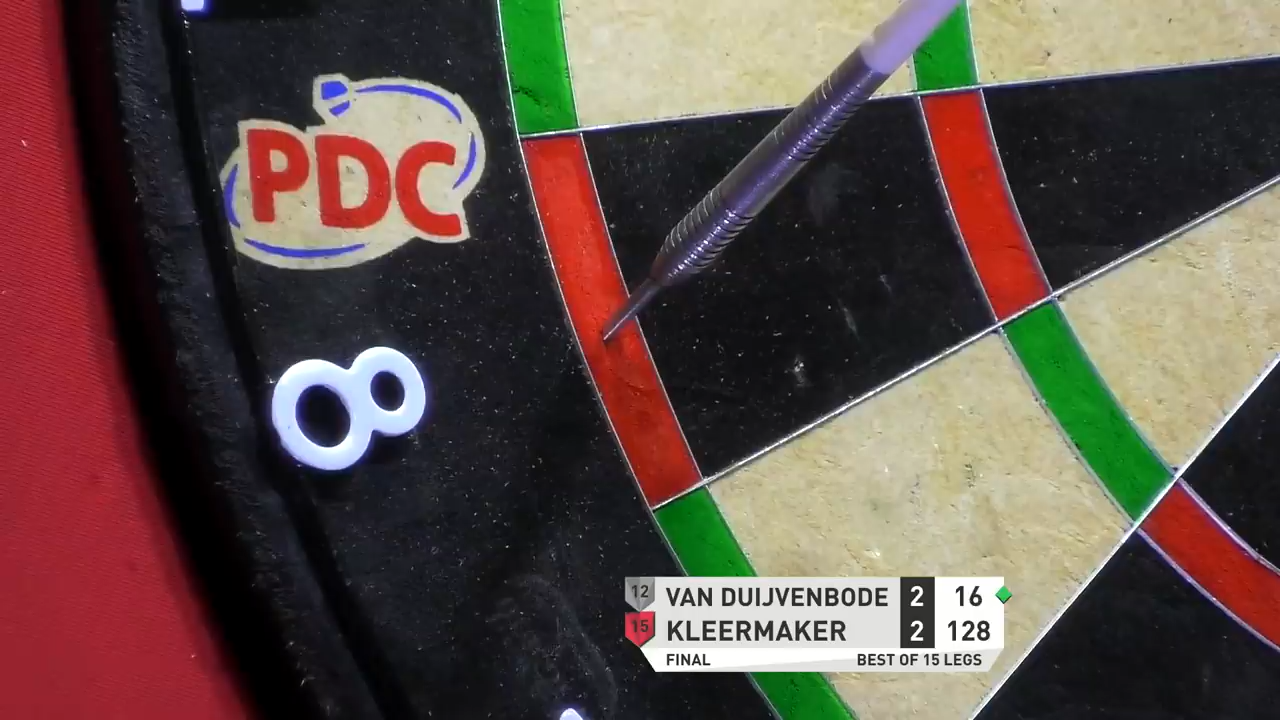 PDC
8
12 VAN DUIJVENBODE 2 16
15 KLEERMAKER 2 128
FINAL BEST OF 15 LEGS